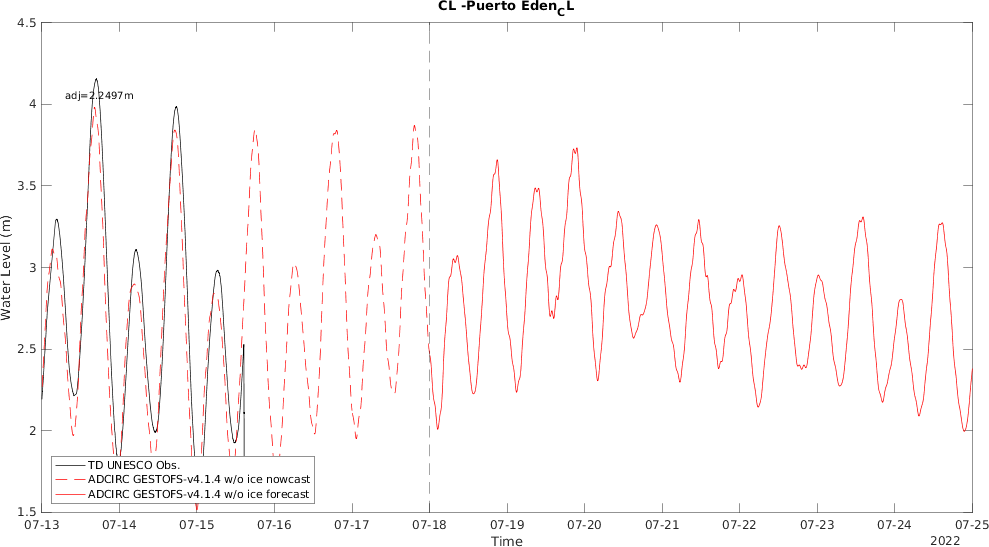 CL -Puerto Eden_CL
4.5
4
3.5
3
2.5
2
1.5
Water Level (m)
adj=2.2497m
TD UNESCO Obs.
ADCIRC GESTOFS-v4.1.4 w/o ice nowcast
ADCIRC GESTOFS-v4.1.4 w/o ice forecast
07-13 07-14 07-15 07-16 07-17 07-18 07-19 07-20 07-21 07-22 07-23 07-24 07-25
Time
2022